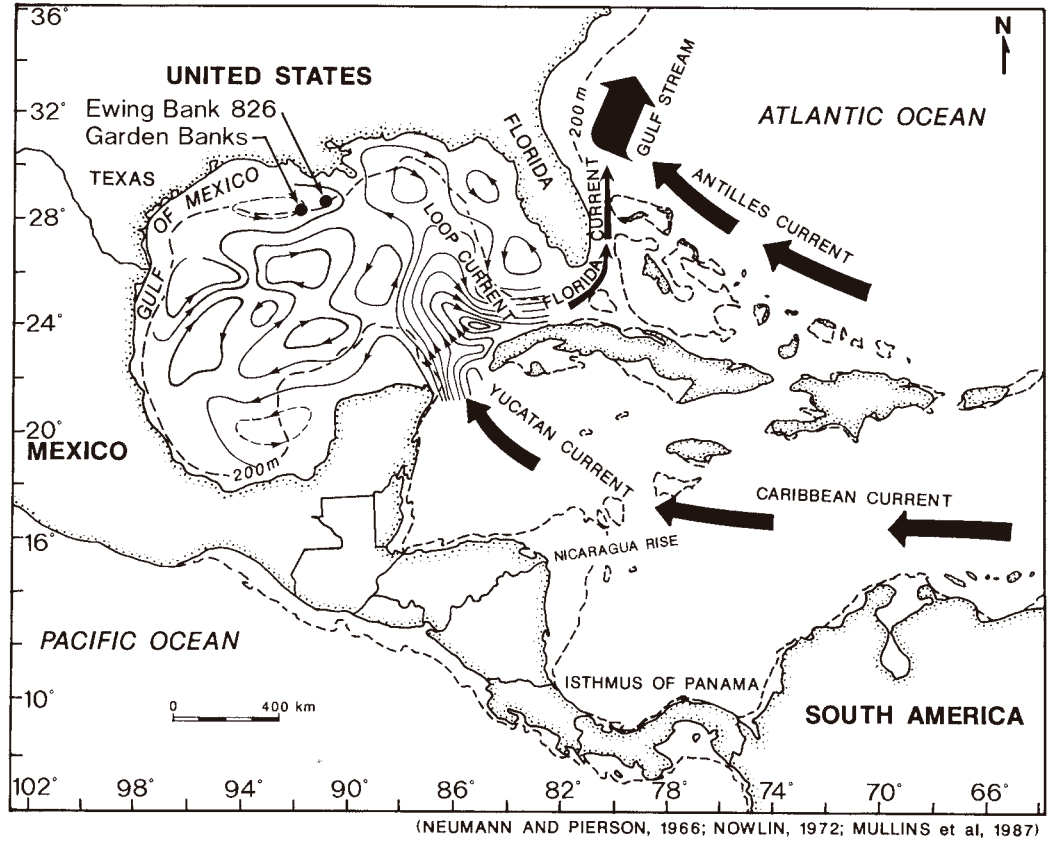 36°
N
UNITED STATES
Ewing Bank 826
Garden Banks
32°
TEXAS
FLORIDA
200m
GULF STREAM
ATLANTIC OCEAN
GULF OF MEXICO
28°
LOOP CURRENT
FLORIDA CURRENT
ANTILLES CURRENT
24°
20°
MEXICO
200m
YUCATAN CURRENT
CARIBBEAN CURRENT
16°
NICARAGUA RISE
PACIFIC OCEAN
ISTHMUS OF PANAMA
10°
0 400 km
SOUTH AMERICA
102° 98° 94° 90° 86° 82° 78° 74° 70° 66°
(NEUMANN AND PIERSON, 1966; NOWLIN, 1972; MULLINS et al, 1987)